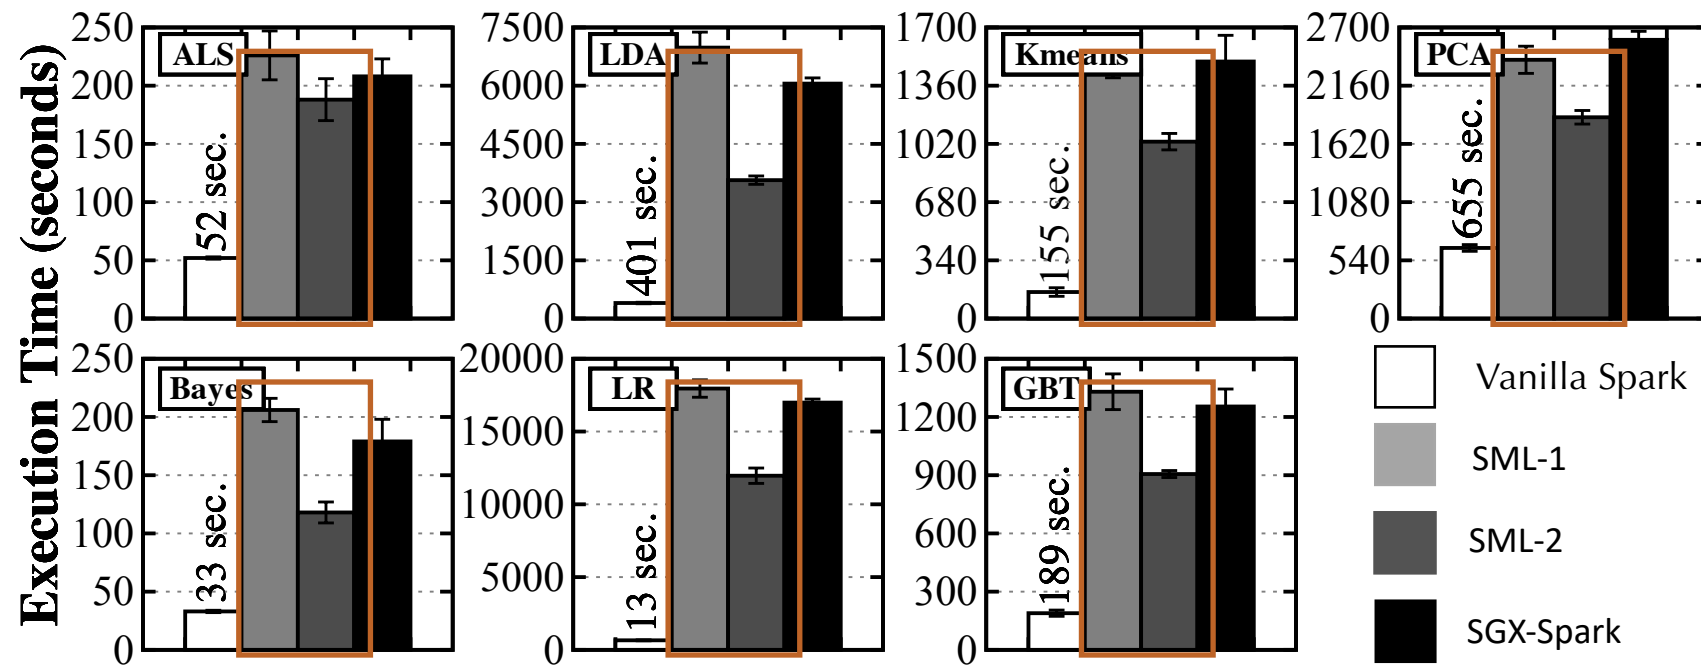 Execution Time (seconds)
250
200
150
100
50
0
ALS
52 sec.
7500
6000
4500
3000
1500
0
LDA
401 sec.
1700
1360
1020
680
340
0
Kmeans
155 sec.
2700
2160
1620
1080
540
0
PCA
655 sec.
250
200
150
100
50
0
Bayes
33 sec.
20000
15000
10000
5000
0
LR
13 sec.
1500
1200
900
600
300
0
GBT
189 sec.
Vanilla Spark
SML-1
SML-2
SGX-Spark